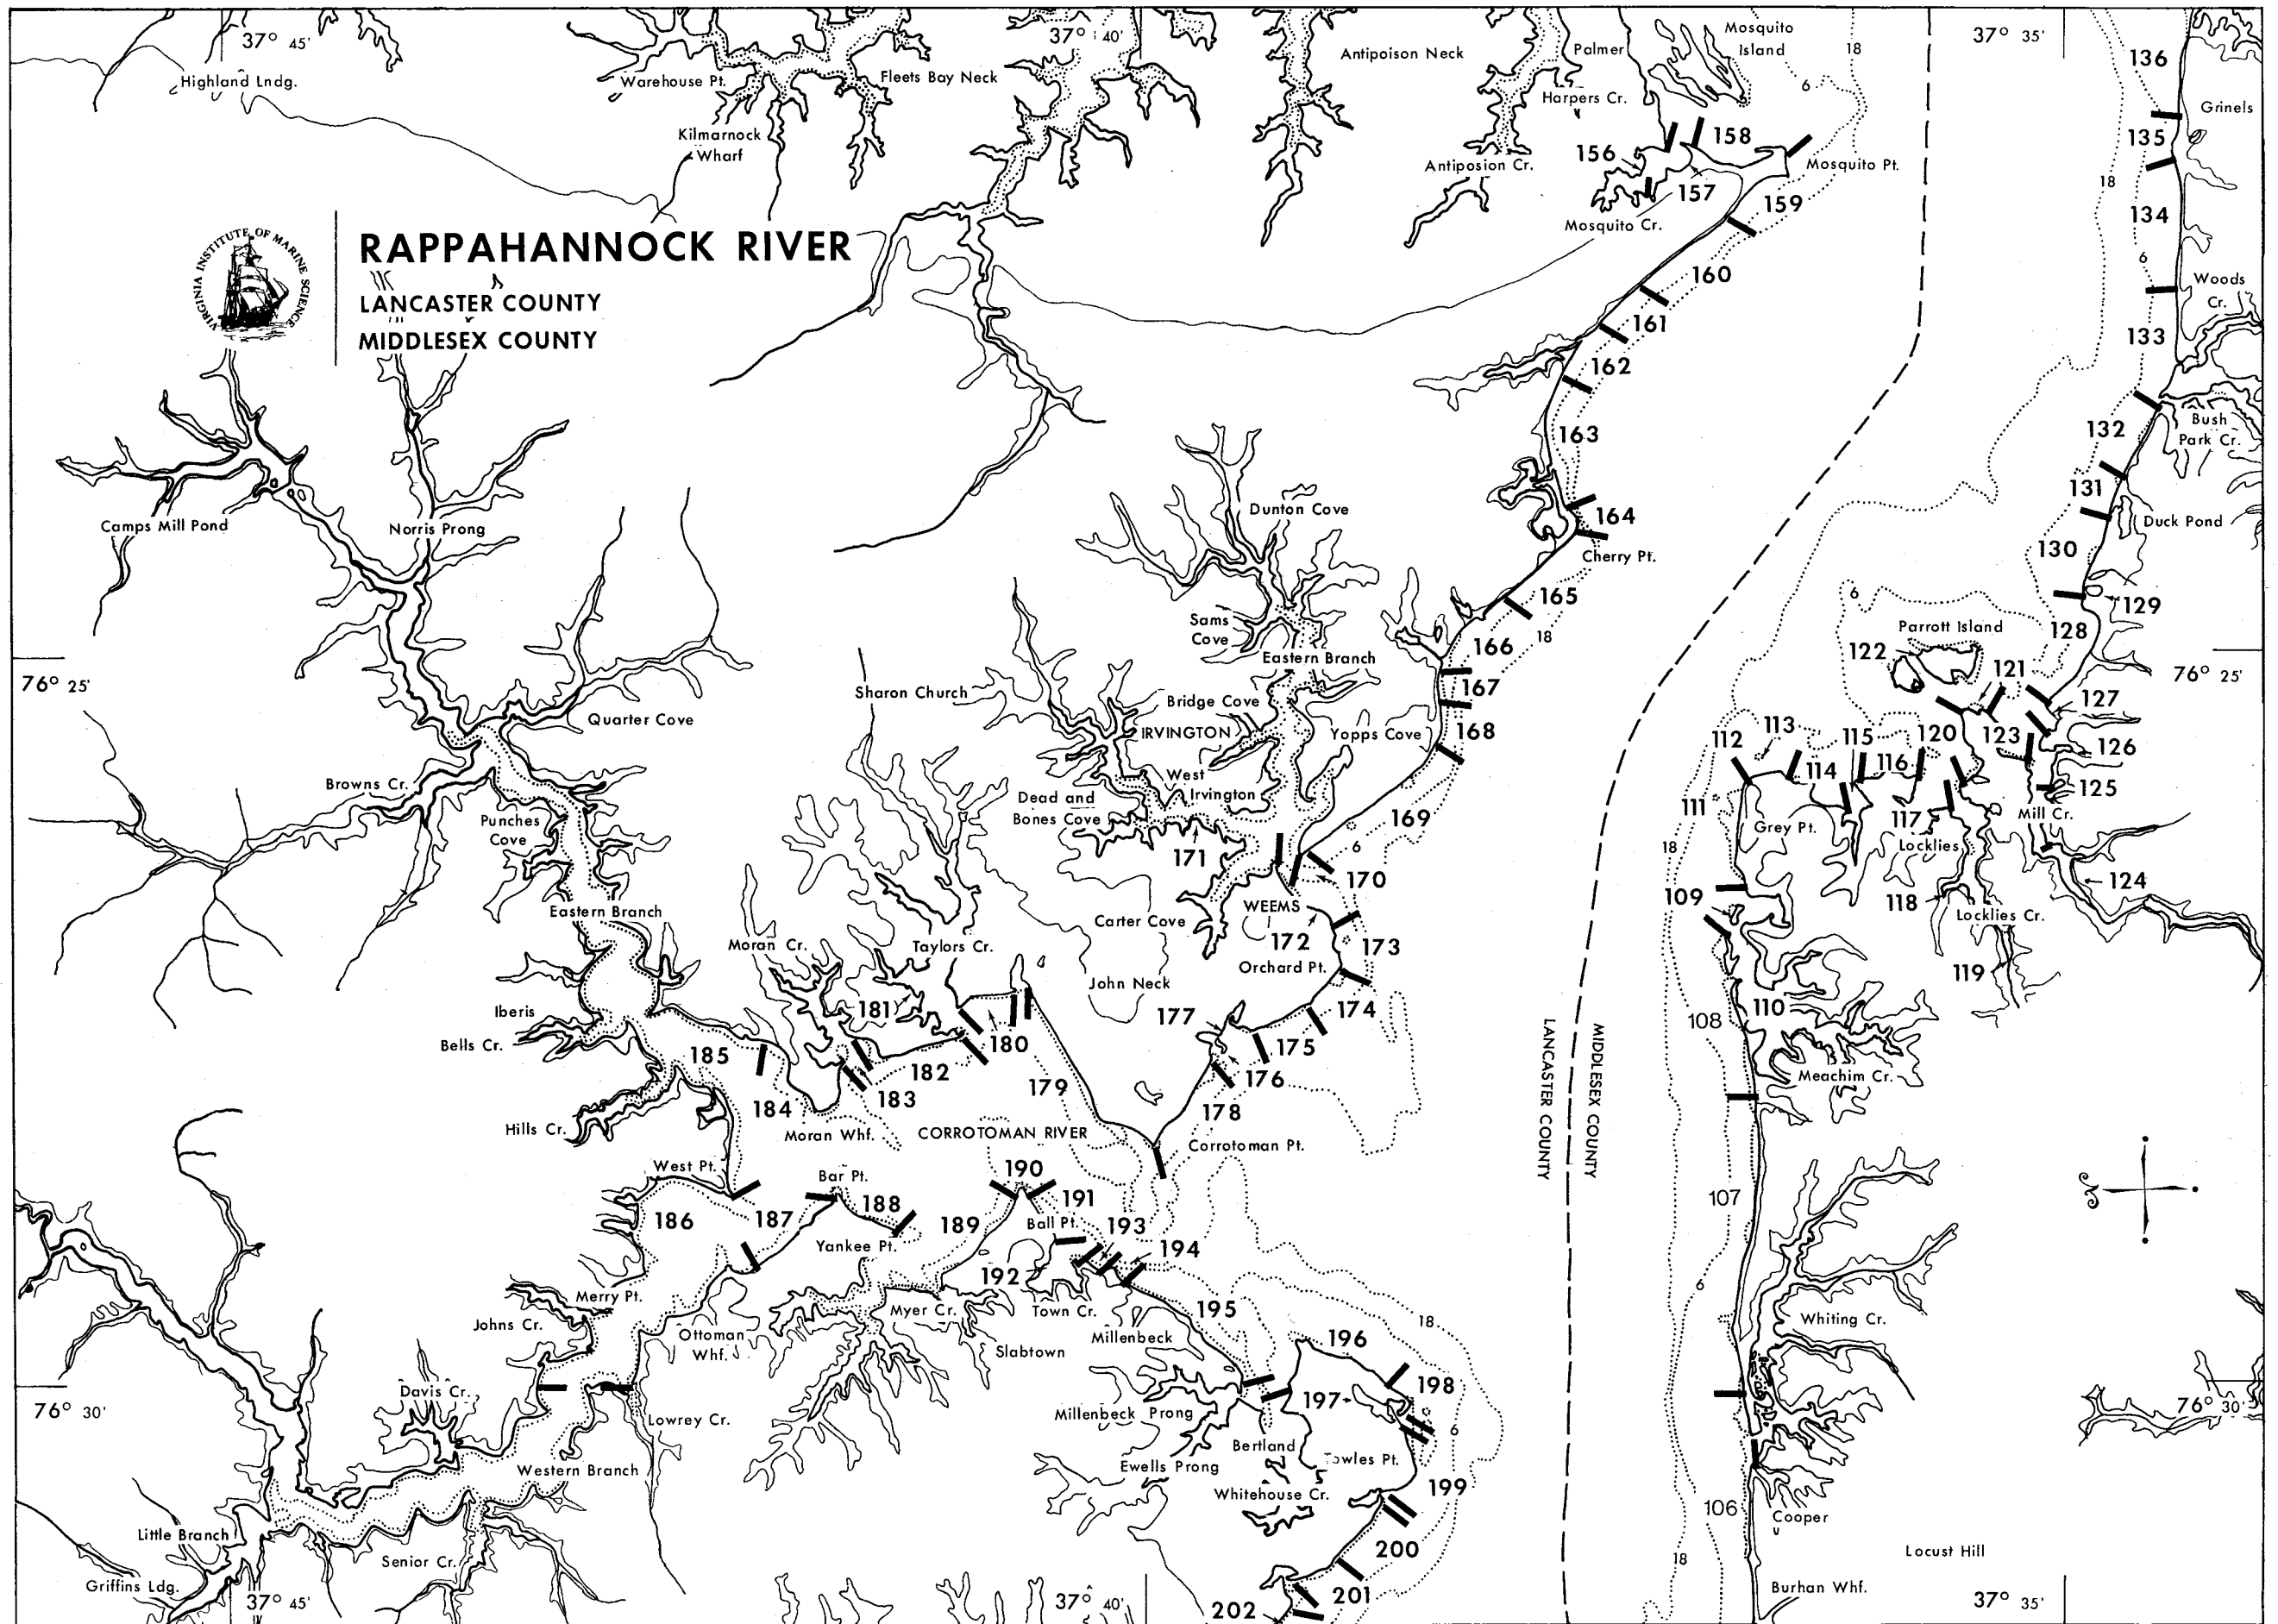 37° 45'
37° 40'
37° 35'
Highland Lndg.
Warehouse Pt.
Fleets Bay Neck
Kilmarnock
Wharf
Antipoison Neck
Antiposion Cr.
Palmer
Harpers Cr.
Mosquito
Island
18
6
Mosquito Pt.
Mosquito Cr.
156
157
158
159
160
161
162
163
164
Cherry Pt.
165
18
166
167
168
169
6
170
136
Grinels
135
18
134
6
Woods
Cr.
133
132
Bush
Park Cr.
131
Duck Pond
130
129
128
VIRGINIA INSTITUTE OF MARINE SCIENCE
RAPPAHANNOCK RIVER
LANCASTER COUNTY
MIDDLESEX COUNTY
Camps Mill Pond
Norris Prong
Dunton Cove
Sams
Cove
Eastern Branch
76° 25'
76° 25'
Quarter Cove
Sharon Church
Bridge Cove
IRVINGTON
Yopps Cove
West
Irvington
Dead and
Bones Cove
171
Browns Cr.
Punches
Cove
Eastern Branch
WEEMS
Carter Cove
172
173
Orchard Pt.
John Neck
174
175
176
177
178
Corrotoman Pt.
6
Parrott Island
122
121
127
126
125
123
120
113
112
115
116
114
111
Grey Pt.
117
Locklies
Mill Cr.
124
18
109
118
Locklies Cr.
119
110
108
Meachim Cr.
Moran Cr.
Taylors Cr.
4
181
180
179
182
183
184
185
Moran Whf.
CORROTOMAN RIVER
Iberis
Bells Cr.
Hills Cr.
West Pt.
186
187
Bar Pt.
188
Yankee Pt.
189
190
191
Ball Pt.
192
193
194
195
Town Cr.
Myer Cr.
Slabtown
Millenbeck
Merry Pt.
Johns Cr.
Ottoman
Whf.
LANCASTER COUNTY
MIDDLESEX COUNTY
107
6
Whiting Cr.
18
196
197
198
6
Millenbeck Prong
Bertland
Ewells Prong
Towles Pt.
Whitehouse Cr.
199
200
201
202
76° 30'
76° 30'
Davis Cr.
Lowrey Cr.
Western Branch
Little Branch
Senior Cr.
Griffins Ldg.
106
Cooper
18
Locust Hill
Burhan Whf.
37° 45'
37° 40'
37° 35'